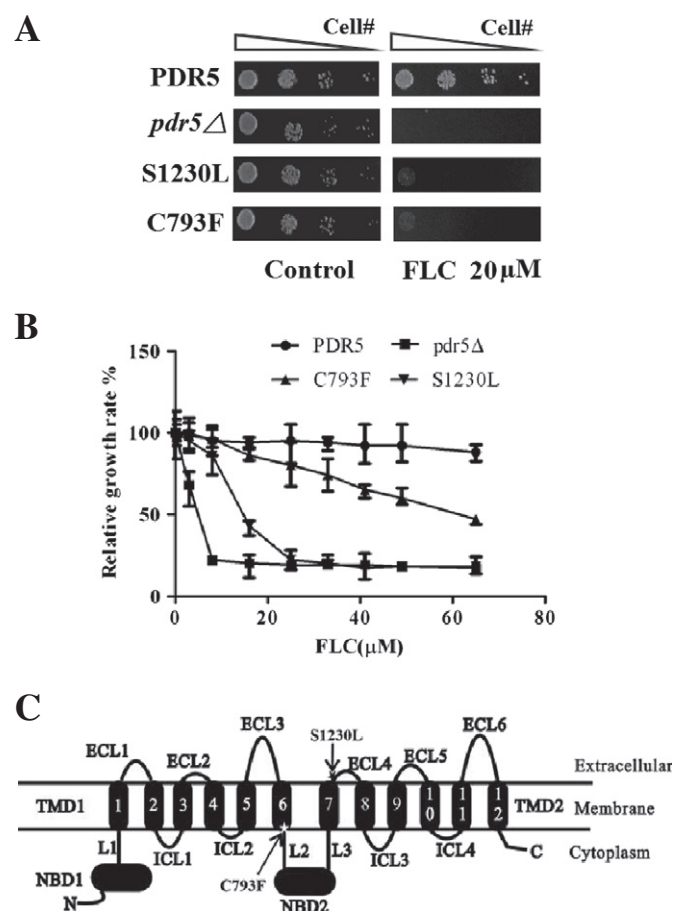 A
Cell# Cell#
PDR5
pdr5△
S1230L
C793F
Control FLC 20μM
B
PDR5 pdr5Δ
C793F S1230L
150
100
50
0
Relative growth rate %
0 20 40 60 80
FLC(μM)
C
ECL1 ECL2 ECL3 S1230L ECL4 ECL5 ECL6
Extracellular
TMD1 1 2 3 4 5 6 7 8 9 10 11 12 TMD2 Membrane
L1 ICL1 ICL2 L2 L3 ICL3 ICL4 C Cytoplasm
C793F
NBD1
N NBD2